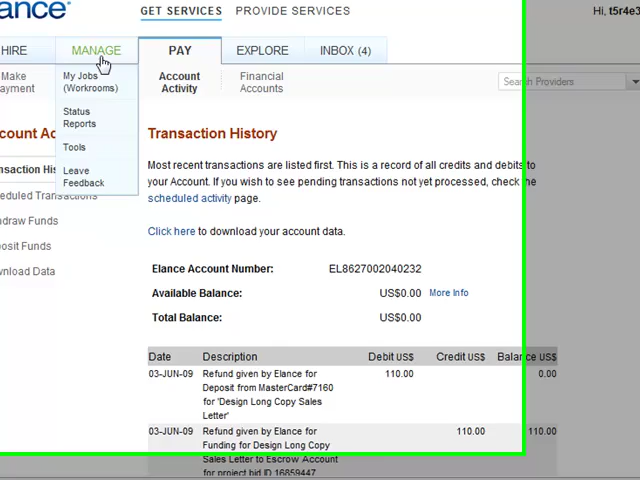 ance®
GET SERVICES PROVIDE SERVICES
Hi, t5r4e3
HIRE MANAGE PAY EXPLORE INBOX (4)
Make
ayment
My Jobs
(Workrooms)
Status
Reports
Tools
Leave
Feedback
Account
Activity
Financial
Accounts
Search Providers
count Ac
nsaction His
eduled Transactions
hdraw Funds
posit Funds
wnload Data
Transaction History
Most recent transactions are listed first. This is a record of all credits and debits to
your Account. If you wish to see pending transactions not yet processed, check the
scheduled activity page.
Click here to download your account data.
Elance Account Number: EL8627002040232
Available Balance: US$0.00 More Info
Total Balance: US$0.00
Date Description Debit US$ Credit US$ Balance US$
03-JUN-09 Refund given by Elance for 110.00 0.00
Deposit from MasterCard#7160
for 'Design Long Copy Sales
Letter'
03-JUN-09 Refund given by Elance for 110.00 110.00
Funding for Design Long Copy
Sales Letter to Escrow Account
for project bid ID 16859447